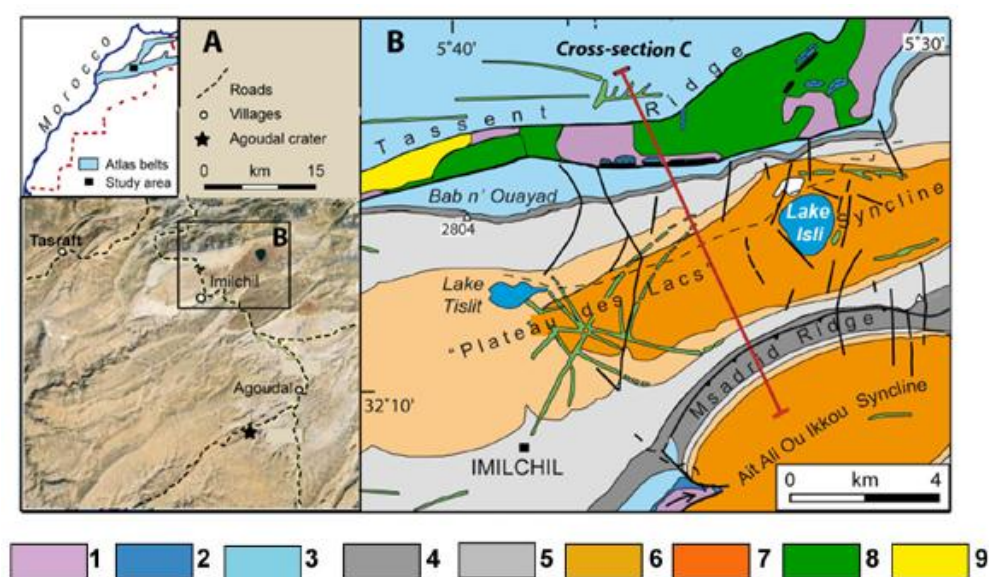 Morocco
Atlas belts
Study area
A
Roads
Villages
Agoudal crater
0 km 15
Tasraft
B
Imilchil
Agoudal
B
5˚40'
Cross-section C
5˚30'
Tassent Ridge
Bab n' Ouayad
2804
Lake Isli
Syncline
Lake Tislit
"Plateau des Lacs"
Msadrid Ridge
32˚10'
IMILCHIL
Aït Ali Ou Ikkou Syncline
0 km 4
1 2 3 4 5 6 7 8 9